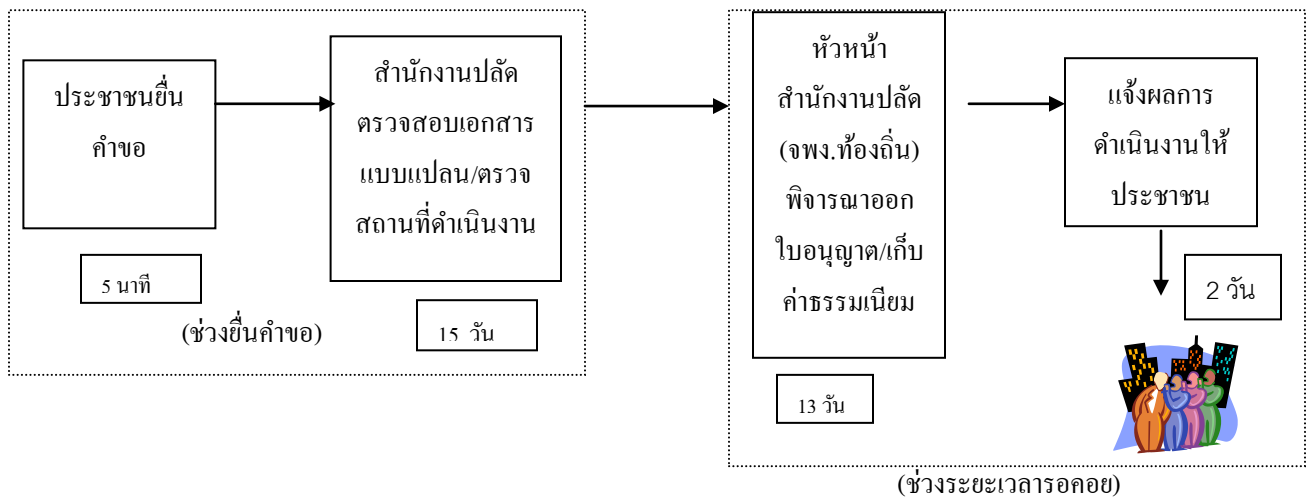 ประชาชนยื่น
คำขอ
5 นาที
สำนักงานปลัด
ตรวจสอบเอกสาร
แบบแปลน/ตรวจ
สถานที่ดำเนินงาน
15 วัน
(ช่วงยื่นคำขอ)
หัวหน้า
สำนักงานปลัด
(จพง.ท้องถิ่น)
พิจารณาออก
ใบอนุญาต/เก็บ
ค่าธรรมเนียม
13 วัน
แจ้งผลการ
ดำเนินงานให้
ประชาชน
2 วัน
(ช่วงระยะเวลารอคอย)